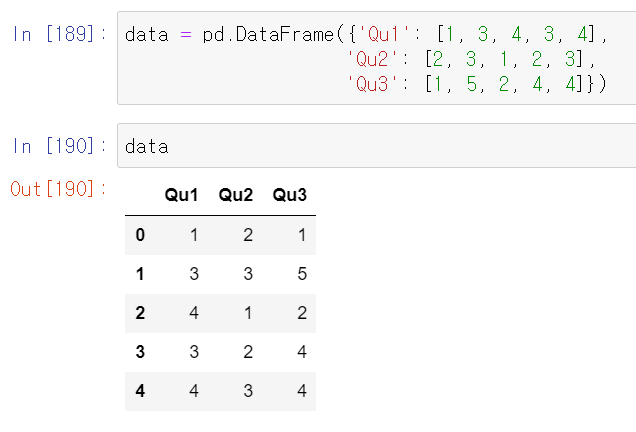 In [189]: data = pd.DataFrame({'Qu1': [1, 3, 4, 3, 4],
'Qu2': [2, 3, 1, 2, 3],
'Qu3': [1, 5, 2, 4, 4]})
In [190]: data
Out[190]:
Qu1 Qu2 Qu3
0 1 2 1
1 3 3 5
2 4 1 2
3 3 2 4
4 4 3 4